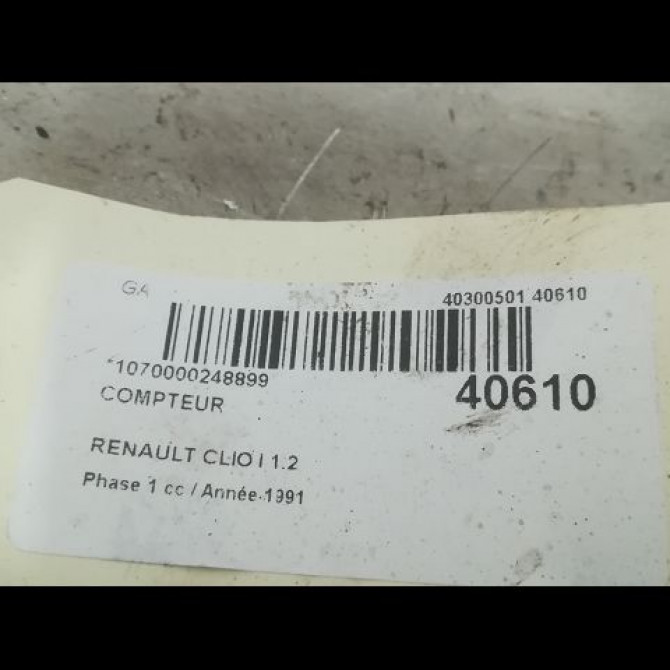 GA
40300501 40610
*1070000248899
40610
COMPTEUR
RENAULT CLIO I 1.2
Phase 1 cc / Année 1991